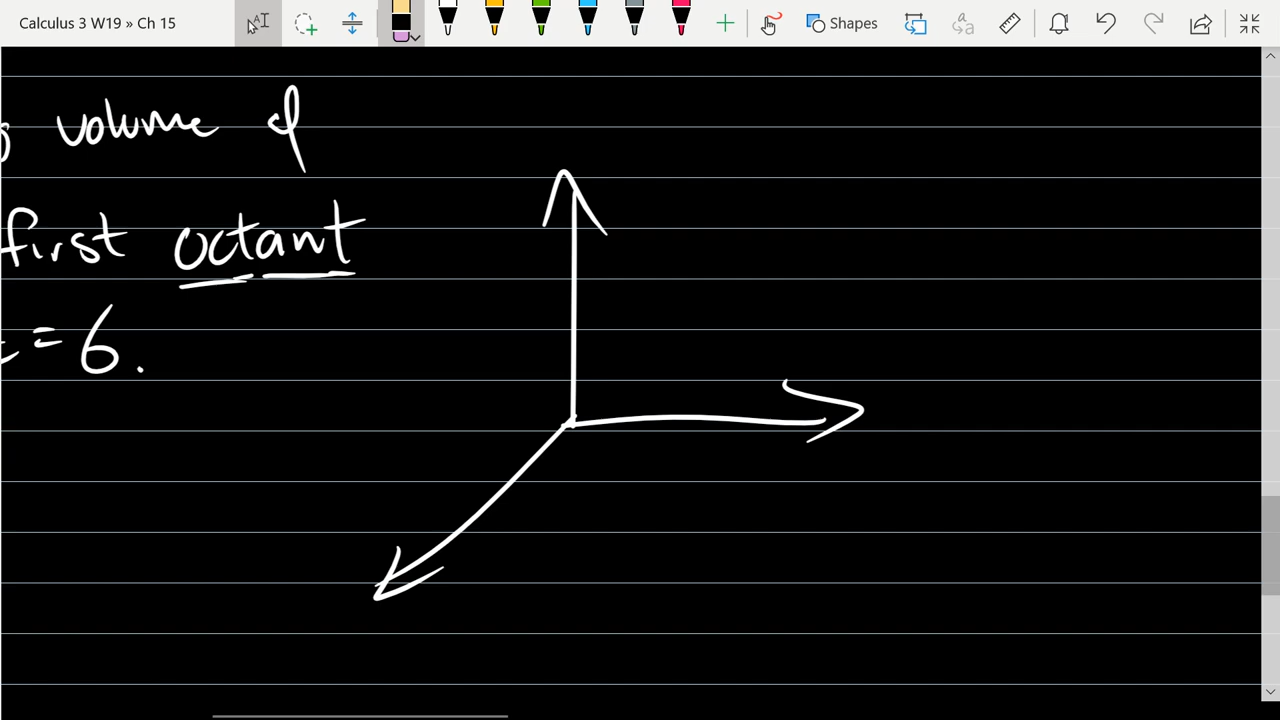 Calculus 3 W19 » Ch 15
Shapes
volume of
first octant
= 6.